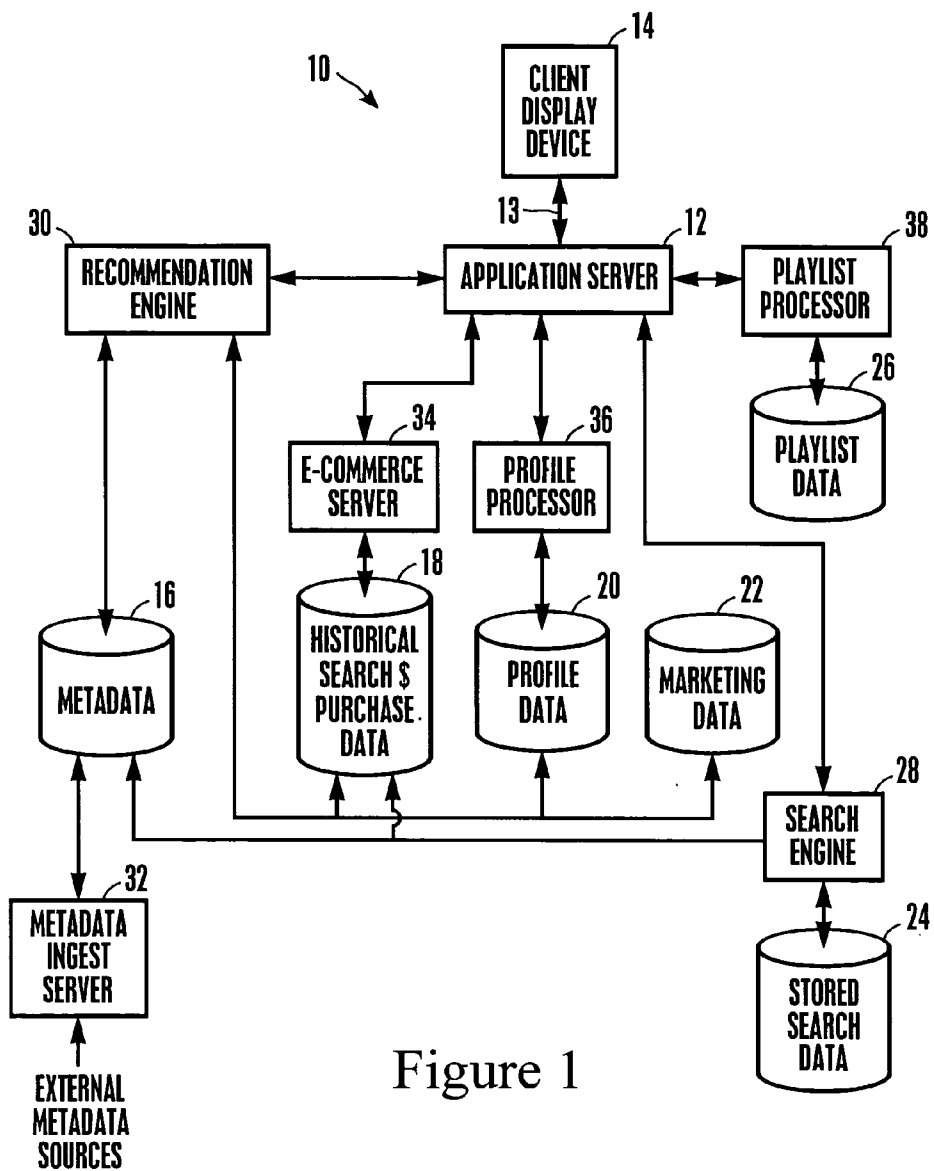 14
CLIENT
DISPLAY
DEVICE
10
13
12
30
38
RECOMMENDATION
ENGINE
APPLICATION SERVER
PLAYLIST
PROCESSOR
26
PLAYLIST
DATA
34
E-COMMERCE
SERVER
36
PROFILE
PROCESSOR
16
METADATA
18
HISTORICAL
SEARCH $
PURCHASE.
DATA
20
PROFILE
DATA
22
MARKETING
DATA
28
SEARCH
ENGINE
32
METADATA
INGEST
SERVER
24
STORED
SEARCH
DATA
EXTERNAL
METADATA
SOURCES
Figure 1